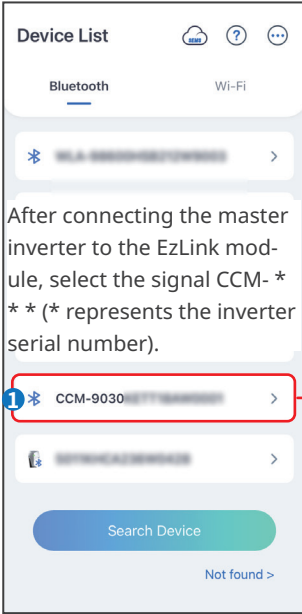 Device List
SEMS
?
Bluetooth Wi-Fi
After connecting the master
inverter to the EzLink mod-
ule, select the signal CCM- *
* * (* represents the inverter
serial number).
1 CCM-9030
Search Device
Not found >